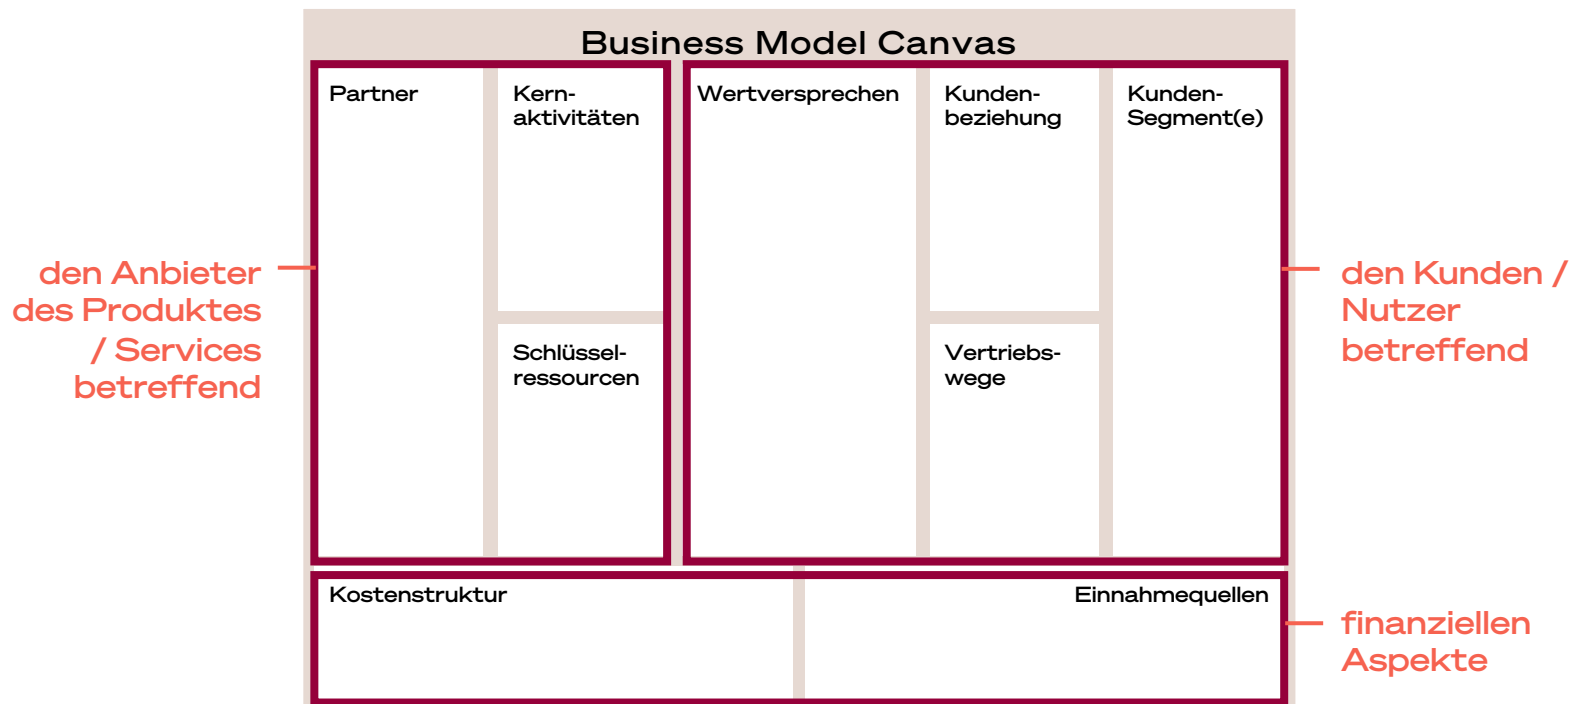 Business Model Canvas
Partner
Kern-
aktivitäten
Schlüssel-
ressourcen
Wertversprechen
Kunden-
beziehung
Vertriebs-
wege
Kunden-
Segment(e)
Kostenstruktur
Einnahmequellen
den Anbieter
des Produktes
/ Services
betreffend
den Kunden /
Nutzer
betreffend
finanziellen
Aspekte